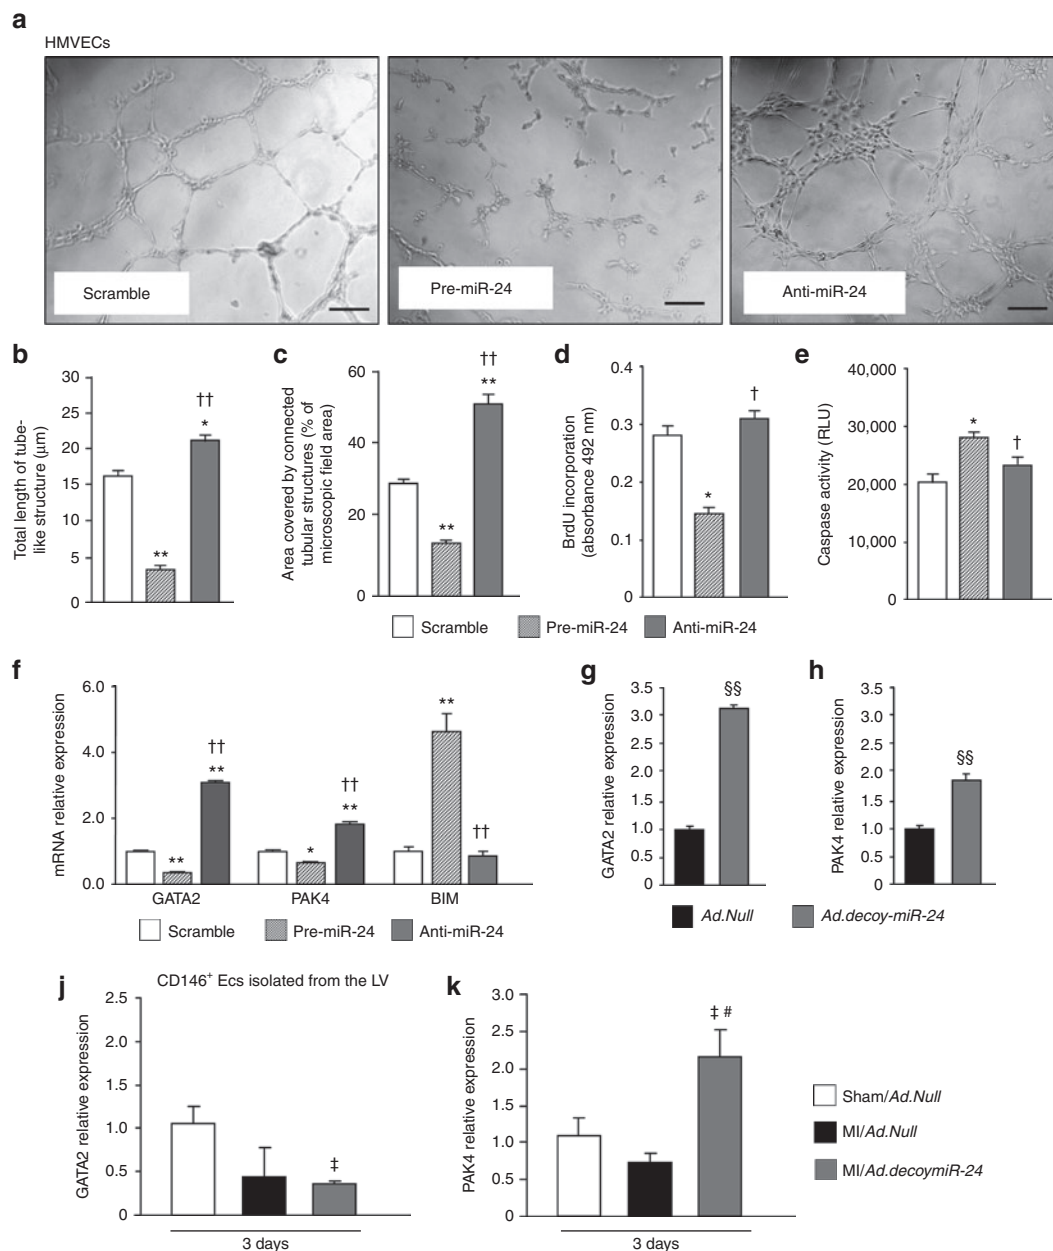 a
HMVECs
Scramble
Pre-miR-24
Anti-miR-24
b
Total length of tube-
like structure (μm)
30
20
15
10
5
0
**
*
††
c
Area covered by connected
tubular structures (% of
microscopic field area)
60
40
20
0
**
**
††
d
BrdU incorporation
(absorbance 492 nm)
0.4
0.3
0.2
0.1
0
*
†
e
Caspase activity (RLU)
40,000
30,000
20,000
10,000
0
*
†
Scramble
Pre-miR-24
Anti-miR-24
f
mRNA relative expression
6.0
4.0
2.0
0.0
**
**
††
*
**
††
**
††
GATA2
PAK4
BIM
Scramble
Pre-miR-24
Anti-miR-24
g
GATA2 relative expression
3.5
3.0
2.5
2.0
1.5
1.0
0.5
0
§§
h
PAK4 relative expression
3.5
3.0
2.5
2.0
1.5
1.0
0.5
0
§§
Ad.Null
Ad.decoy-miR-24
j
CD146+ Ecs isolated from the LV
GATA2 relative expression
2.5
2.0
1.5
1.0
0.5
0
‡
3 days
k
PAK4 relative expression
3.0
2.5
2.0
1.5
1.0
0.5
0
‡ #
3 days
Sham/Ad.Null
MI/Ad.Null
MI/Ad.decoymiR-24